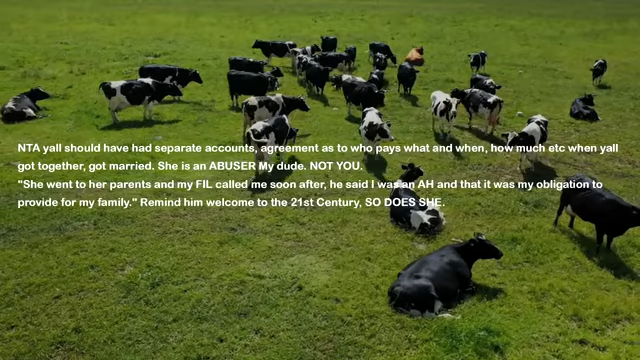 NTA yall should have had separate accounts, agreement as to who pays what and when, how much etc when yall
got together, got married. She is an ABUSER My dude. NOT YOU.
"She went to her parents and my FIL called me soon after, he said I was an AH and that it was my obligation to
provide for my family." Remind him welcome to the 21st Century, SO DOES SHE.